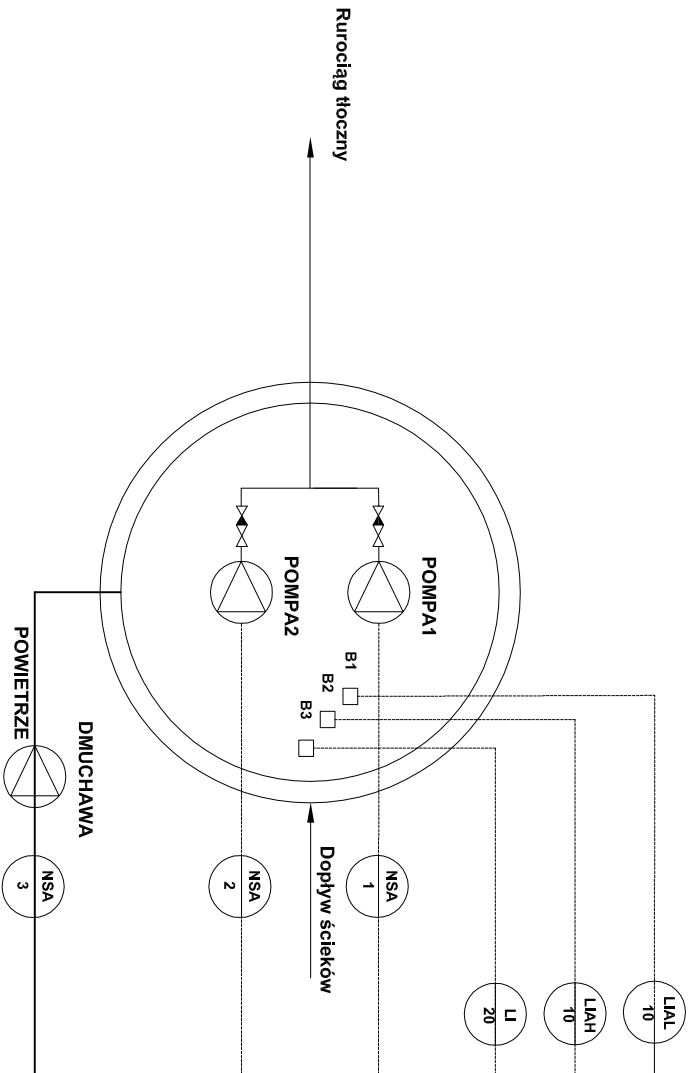 Rurociąg tłoczny
POMPA1
POMPA2
B1
B2
B3
POWIETRZE
DMUCHAWA
Dopływ ścieków
NSA
1
NSA
2
NSA
3
LIAL
10
LIAH
10
LI
20